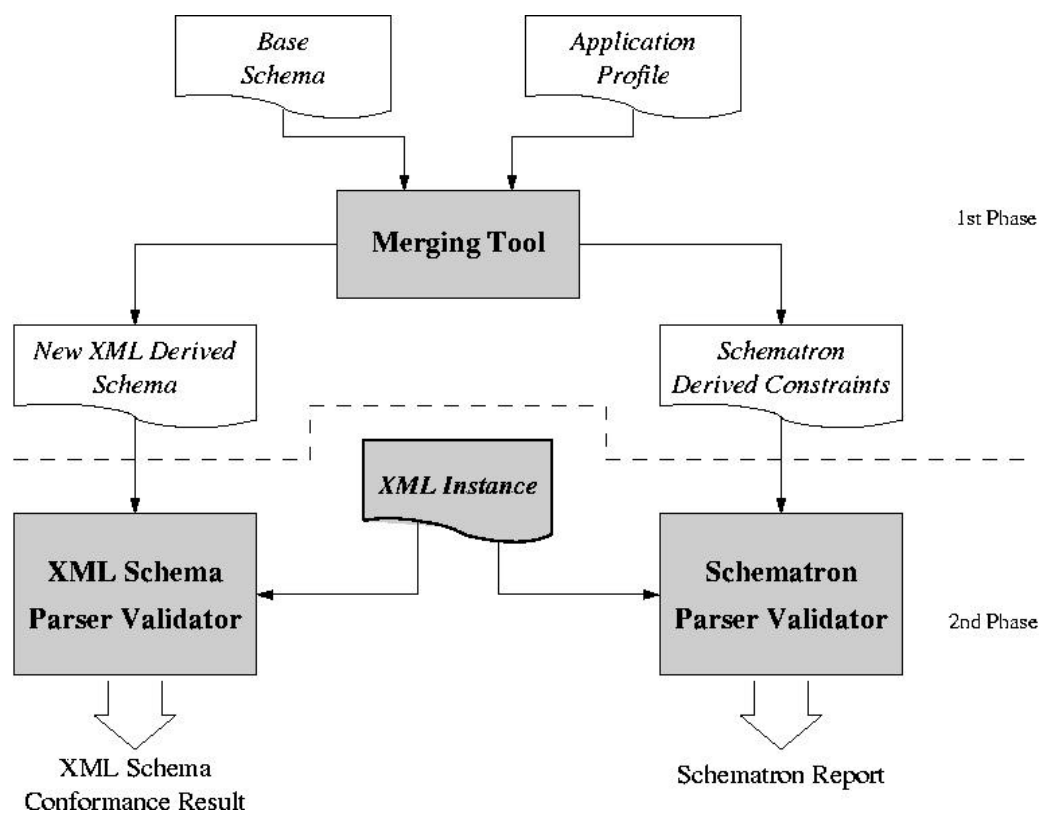 Base
Schema
Application
Profile
Merging Tool
1st Phase
New XML Derived
Schema
Schematron
Derived Constraints
XML Instance
XML Schema
Parser Validator
Schematron
Parser Validator
2nd Phase
XML Schema
Conformance Result
Schematron Report